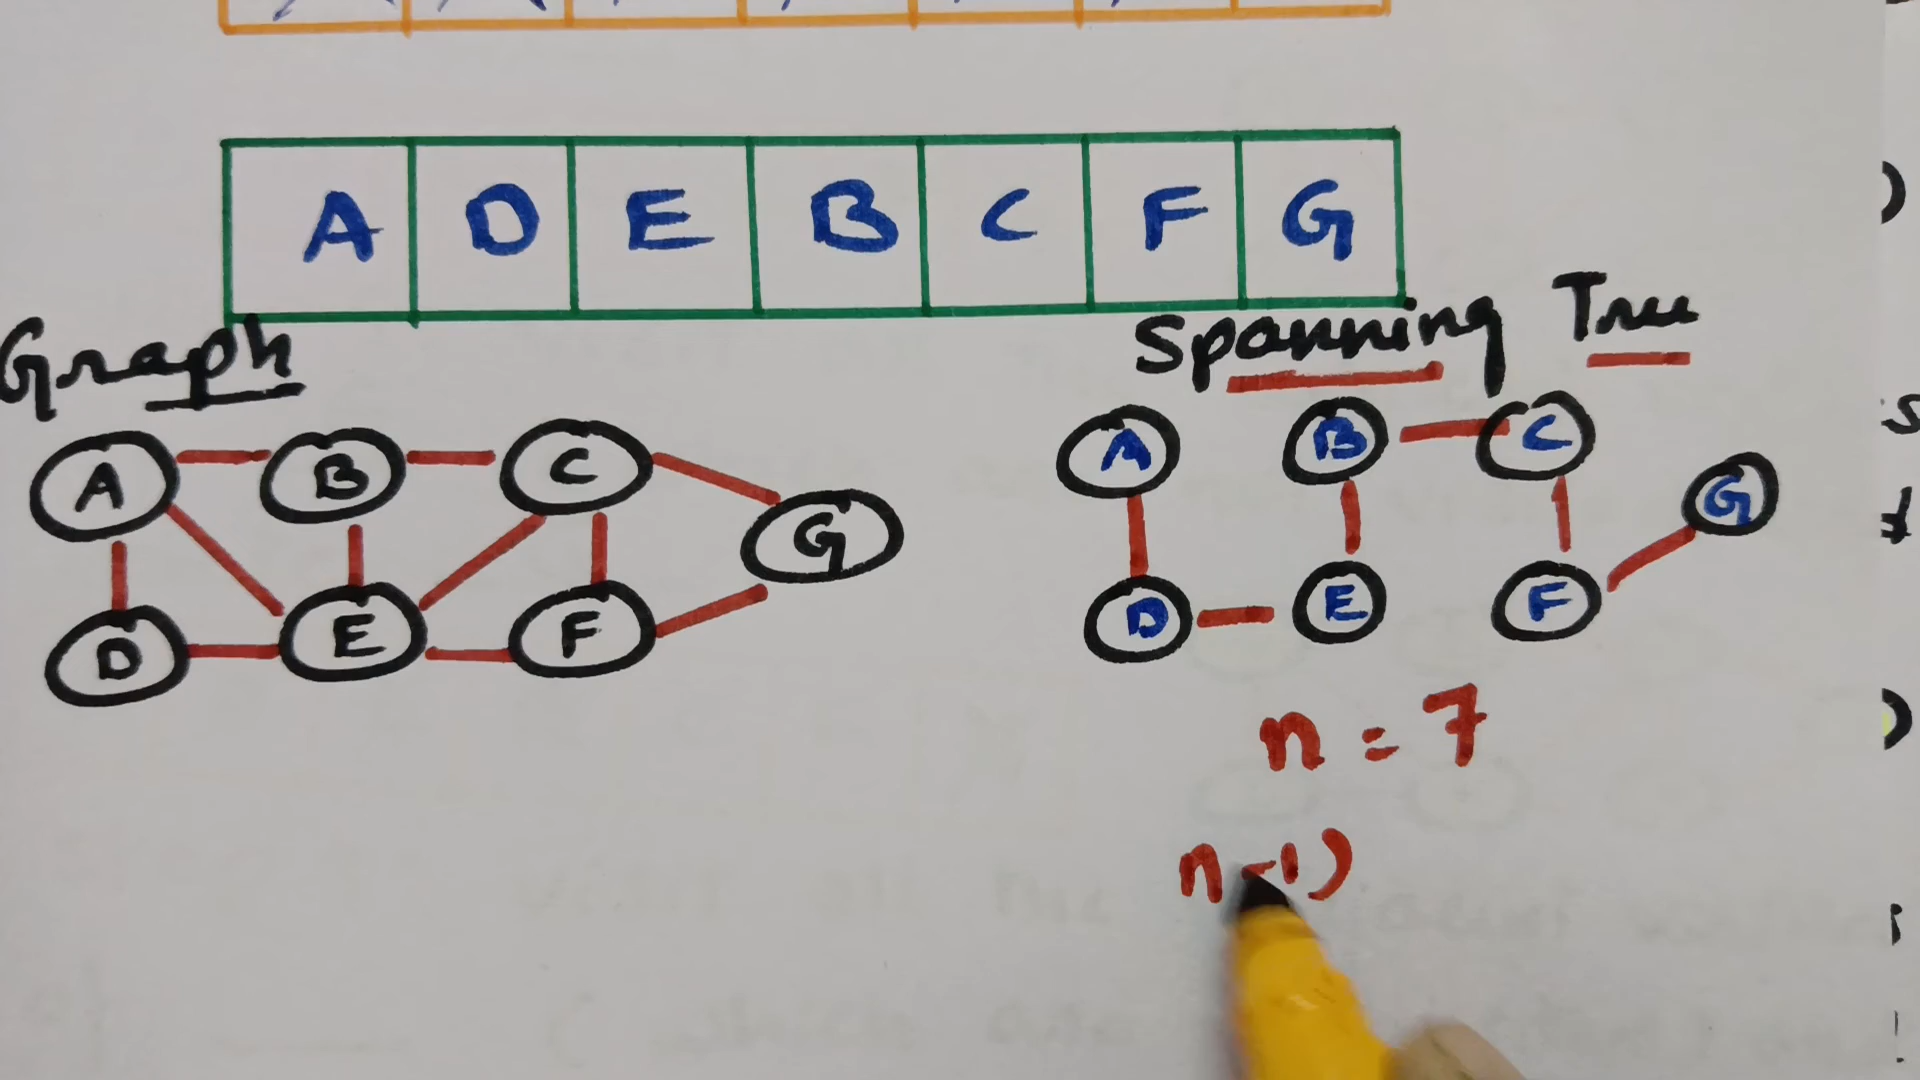 A D E B C F G
Graph
Spanning Tree
A B C G
D E F
A B C G
D E F
n = 7
n-1)